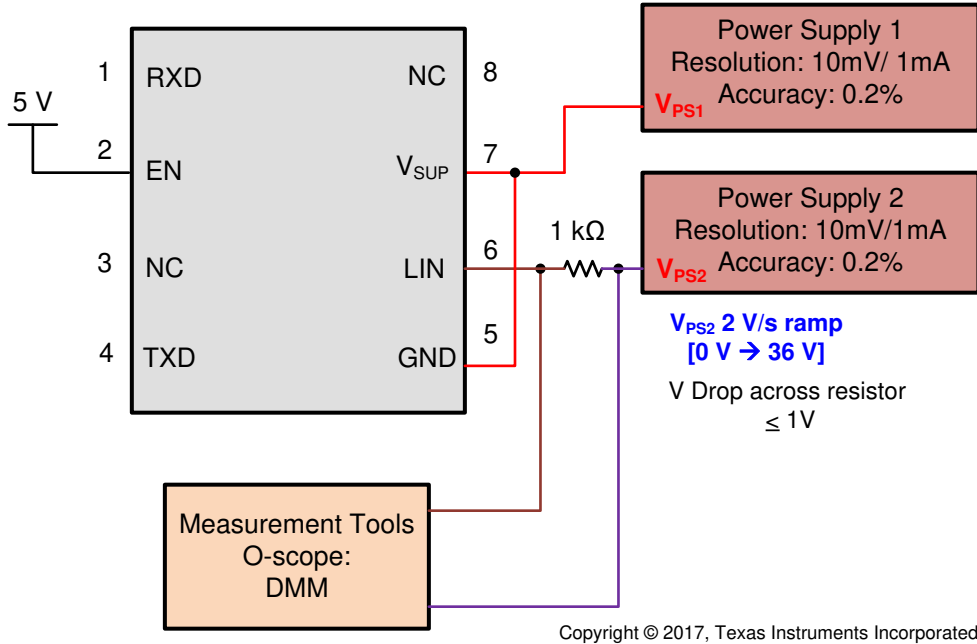 1
RXD
NC
8
5 V
2
EN
VSUP
7
3
NC
LIN
6
1 kΩ
4
TXD
GND
5
Power Supply 1
Resolution: 10mV/ 1mA
Accuracy: 0.2%
VPS1
Power Supply 2
Resolution: 10mV/1mA
Accuracy: 0.2%
VPS2
VPS2 2 V/s ramp
[0 V → 36 V]
V Drop across resistor
≤ 1V
Measurement Tools
O-scope:
DMM
Copyright © 2017, Texas Instruments Incorporated